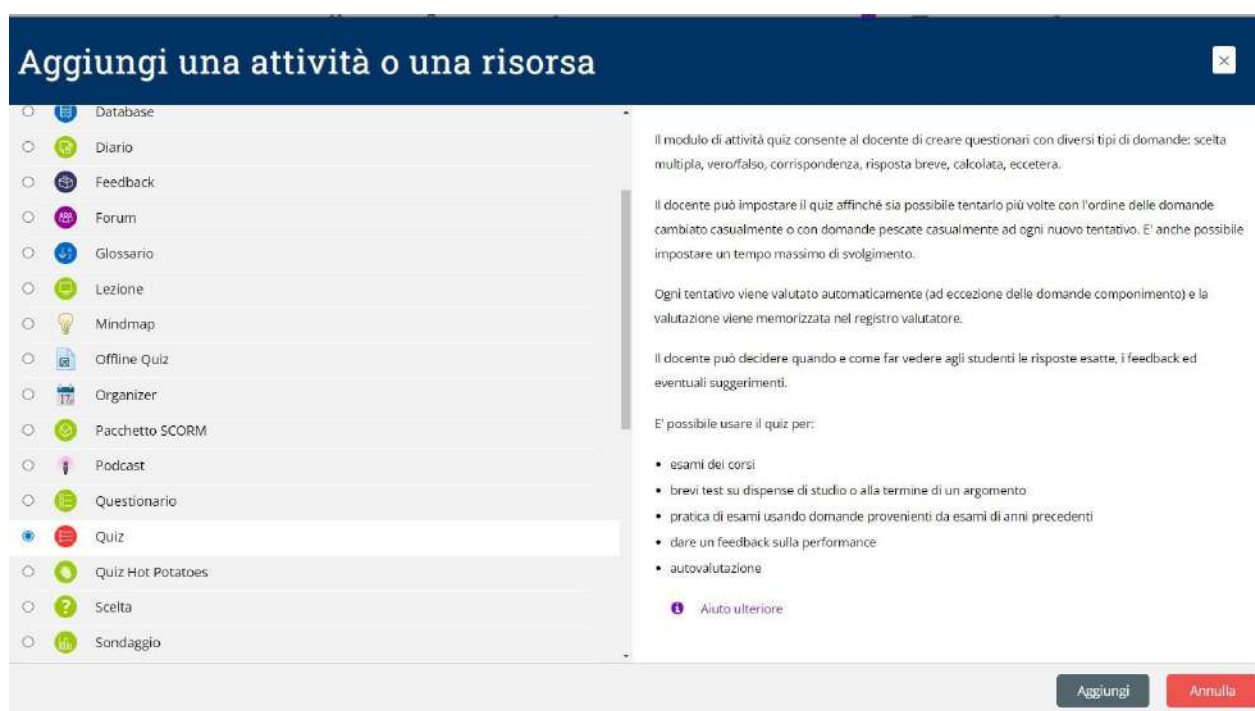 Aggiungi una attività o una risorsa
Database
Diario
Feedback
Forum
Glossario
Lezione
Mindmap
Offline Quiz
Organizer
Pacchetto SCORM
Podcast
Questionario
Quiz
Quiz Hot Potatoes
Scelta
Sondaggio
Il modulo di attività quiz consente al docente di creare questionari con diversi tipi di domande: scelta
multipla, vero/falso, corrispondenza, risposta breve, calcolata, eccetera.
Il docente può impostare il quiz affinché sia possibile tentarlo più volte con l'ordine delle domande
cambiato casualmente o con domande pescate casualmente ad ogni nuovo tentativo. E' anche possibile
impostare un tempo massimo di svolgimento.
Ogni tentativo viene valutato automaticamente (ad eccezione delle domande componimento) e la
valutazione viene memorizzata nel registro valutatore.
Il docente può decidere quando e come far vedere agli studenti le risposte esatte, i feedback ed
eventuali suggerimenti.
E' possibile usare il quiz per:
• esami dei corsi
• brevi test su dispense di studio o alla termine di un argomento
• pratica di esami usando domande provenienti da esami di anni precedenti
• dare un feedback sulla performance
• autovalutazione
Aiuto ulteriore
Aggiungi
Annulla